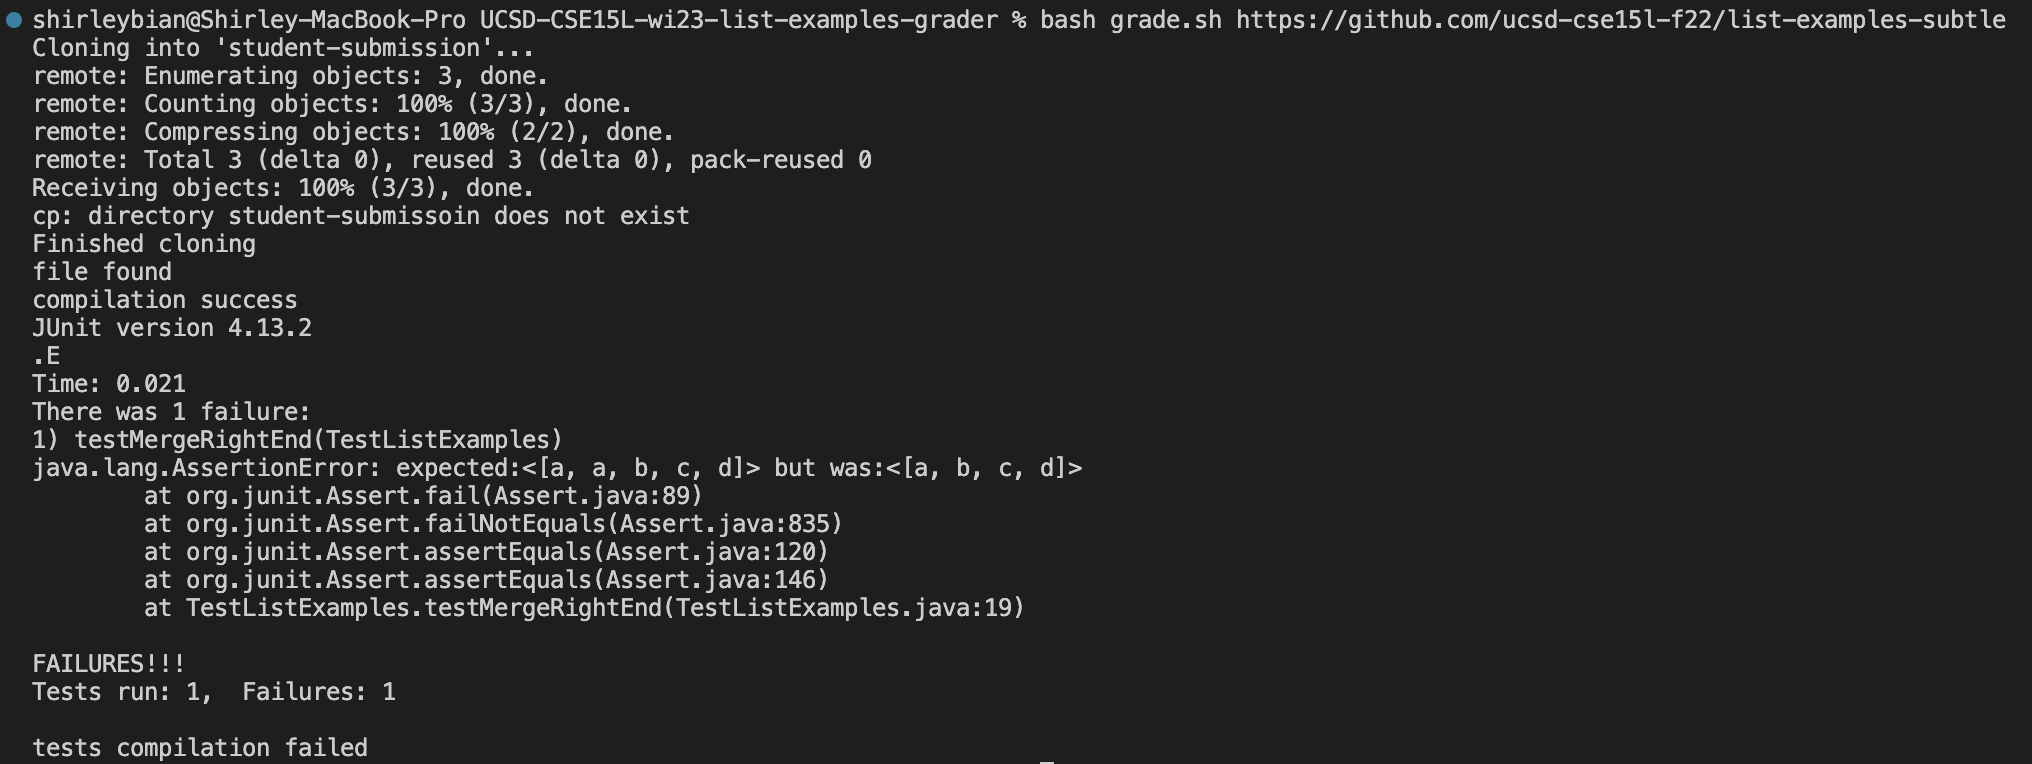 shirleybian@Shirley-MacBook-Pro UCSD-CSE15L-wi23-list-examples-grader % bash grade.sh https://github.com/ucsd-cse15l-f22/list-examples-subtle
Cloning into 'student-submission'...
remote: Enumerating objects: 3, done.
remote: Counting objects: 100% (3/3), done.
remote: Compressing objects: 100% (2/2), done.
remote: Total 3 (delta 0), reused 3 (delta 0), pack-reused 0
Receiving objects: 100% (3/3), done.
cp: directory student-submissoin does not exist
Finished cloning
file found
compilation success
JUnit version 4.13.2
.E
Time: 0.021
There was 1 failure:
1) testMergeRightEnd(TestListExamples)
java.lang.AssertionError: expected:<[a, a, b, c, d]> but was:<[a, b, c, d]>
        at org.junit.Assert.fail(Assert.java:89)
        at org.junit.Assert.failNotEquals(Assert.java:835)
        at org.junit.Assert.assertEquals(Assert.java:120)
        at org.junit.Assert.assertEquals(Assert.java:146)
        at TestListExamples.testMergeRightEnd(TestListExamples.java:19)

FAILURES!!!
Tests run: 1,  Failures: 1

tests compilation failed